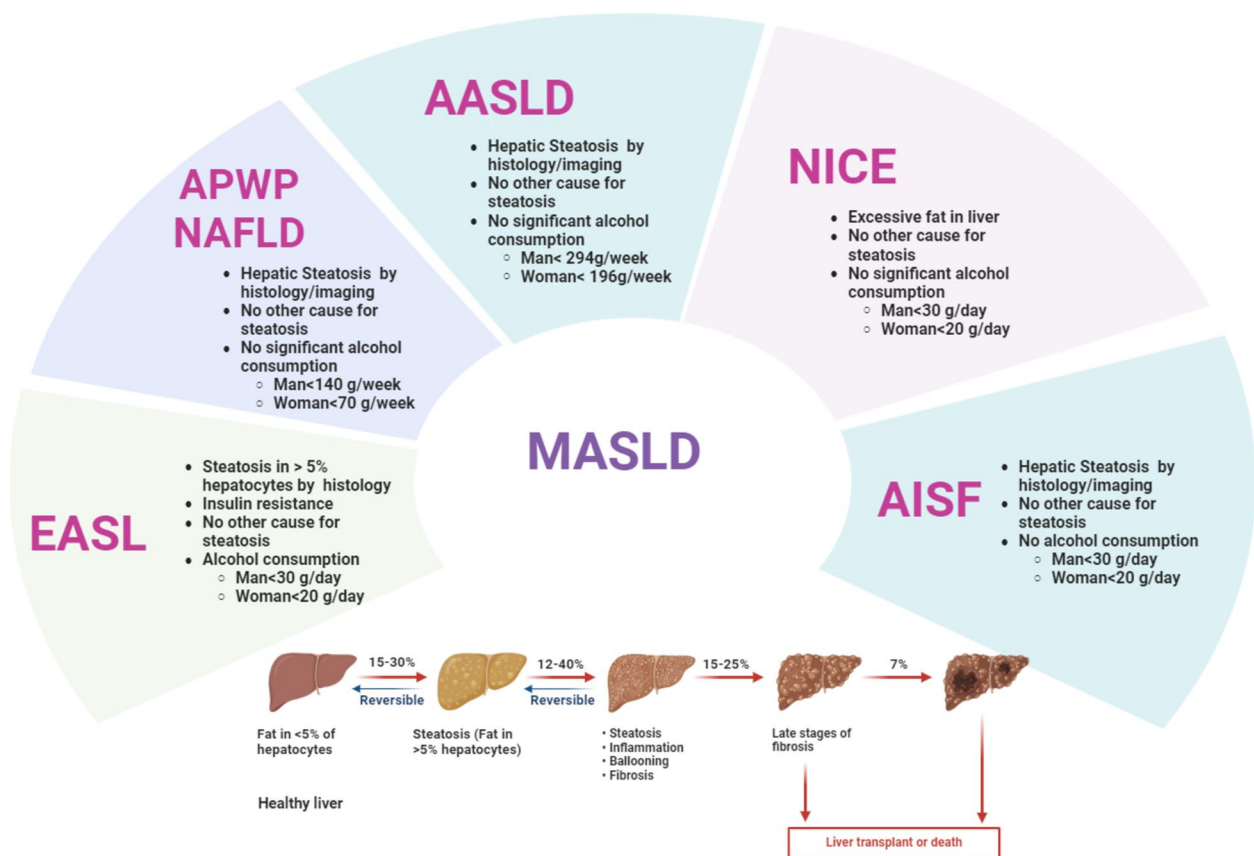 AASLD
• Hepatic Steatosis by
histology/imaging
• No other cause for
steatosis
• No significant alcohol
consumption
○ Man< 294g/week
○ Woman< 196g/week
NICE
• Excessive fat in liver
• No other cause for
steatosis
• No significant alcohol
consumption
○ Man<30 g/day
○ Woman<20 g/day
APWP
NAFLD
• Hepatic Steatosis by
histology/imaging
• No other cause for
steatosis
• No significant alcohol
consumption
○ Man<140 g/week
○ Woman<70 g/week
MASLD
EASL
• Steatosis in > 5%
hepatocytes by histology
• Insulin resistance
• No other cause for
steatosis
• Alcohol consumption
○ Man<30 g/day
○ Woman<20 g/day
AISF
• Hepatic Steatosis by
histology/imaging
• No other cause for
steatosis
• No alcohol consumption
○ Man<30 g/day
○ Woman<20 g/day
15-30%
Reversible
12-40%
Reversible
15-25%
7%
Fat in <5% of
hepatocytes
Healthy liver
Steatosis (Fat in
>5% hepatocytes)
• Steatosis
• Inflammation
• Ballooning
• Fibrosis
Late stages of
fibrosis
Liver transplant or death